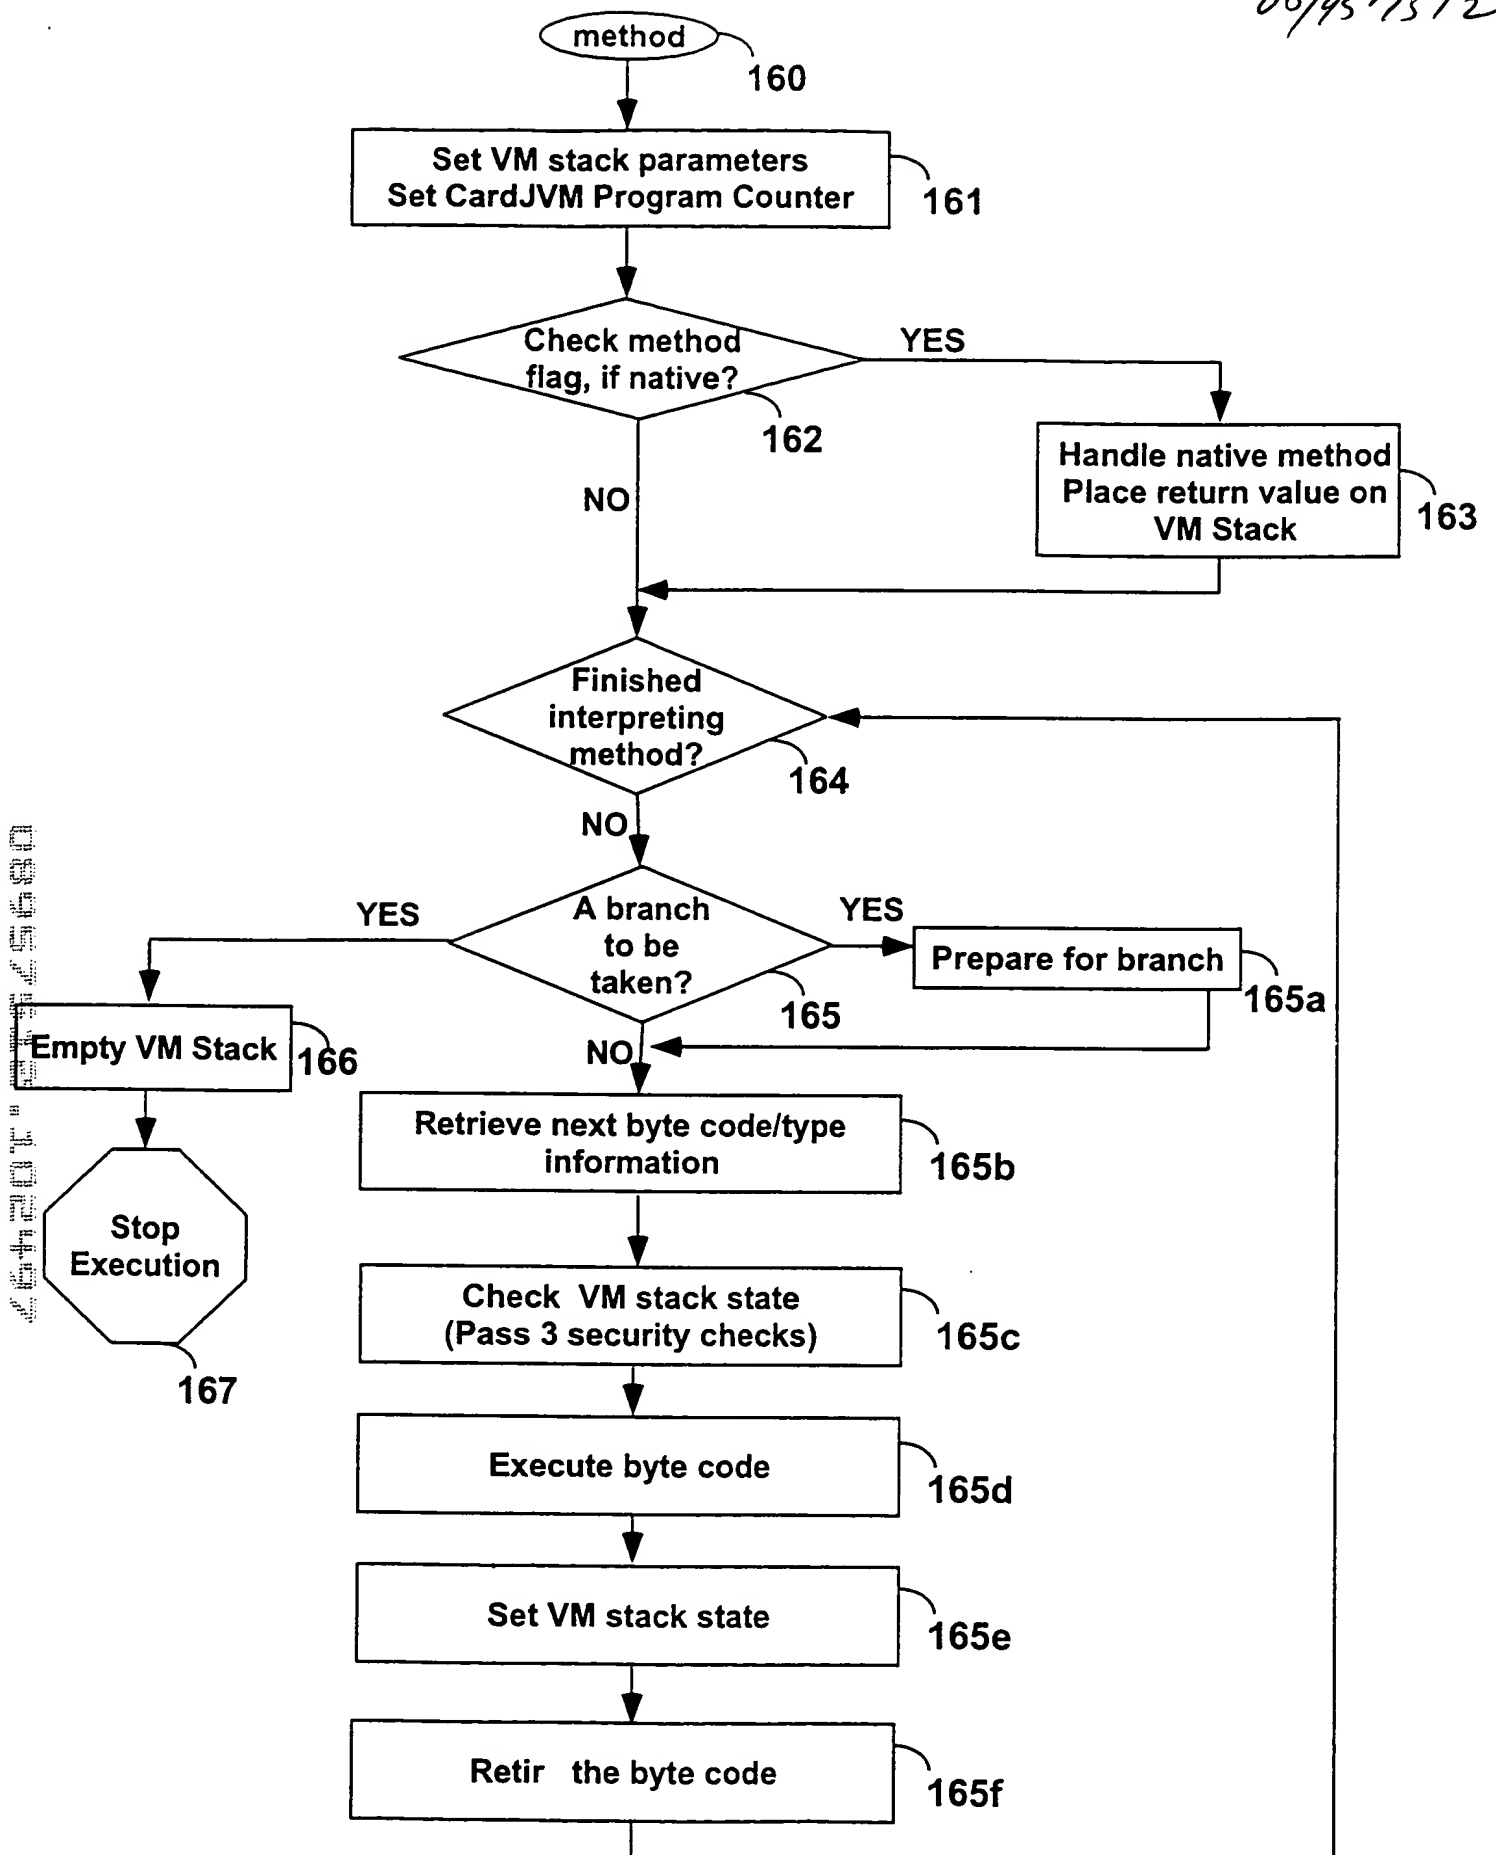 method
160
Set VM stack parameters
Set CardJVM Program Counter
161
Check method
flag, if native?
YES
162
Handle native method
Place return value on
VM Stack
163
NO
Finished
interpreting
method?
164
NO
YES
A branch
to be
taken?
YES
165
Prepare for branch
165a
Empty VM Stack
166
NO
Retrieve next byte code/type
information
165b
Stop
Execution
167
Check VM stack state
(Pass 3 security checks)
165c
Execute byte code
165d
Set VM stack state
165e
Retir the byte code
165f